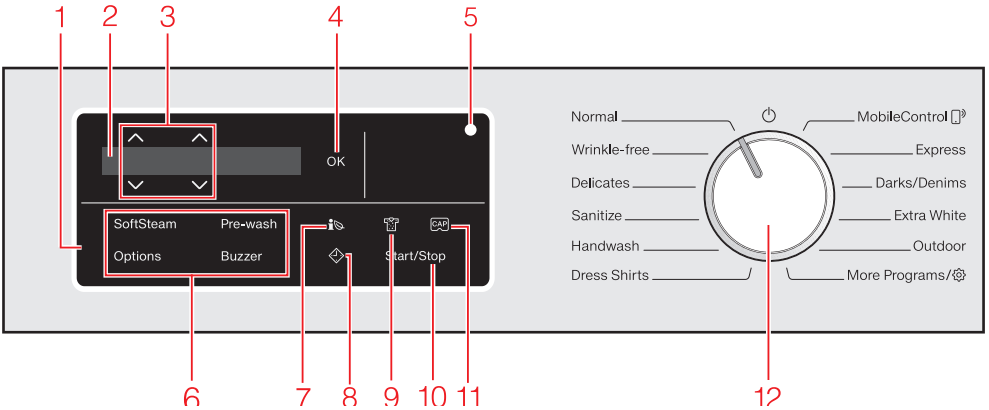 1 2 3 4 5
OK
SoftSteam Pre-wash
Options Buzzer
CAP
Start/Stop
Normal
Wrinkle-free
Delicates
Sanitize
Handwash
Dress Shirts
MobileControl
Express
Darks/Denims
Extra White
Outdoor
More Programs/
6 7 8 9 10 11 12